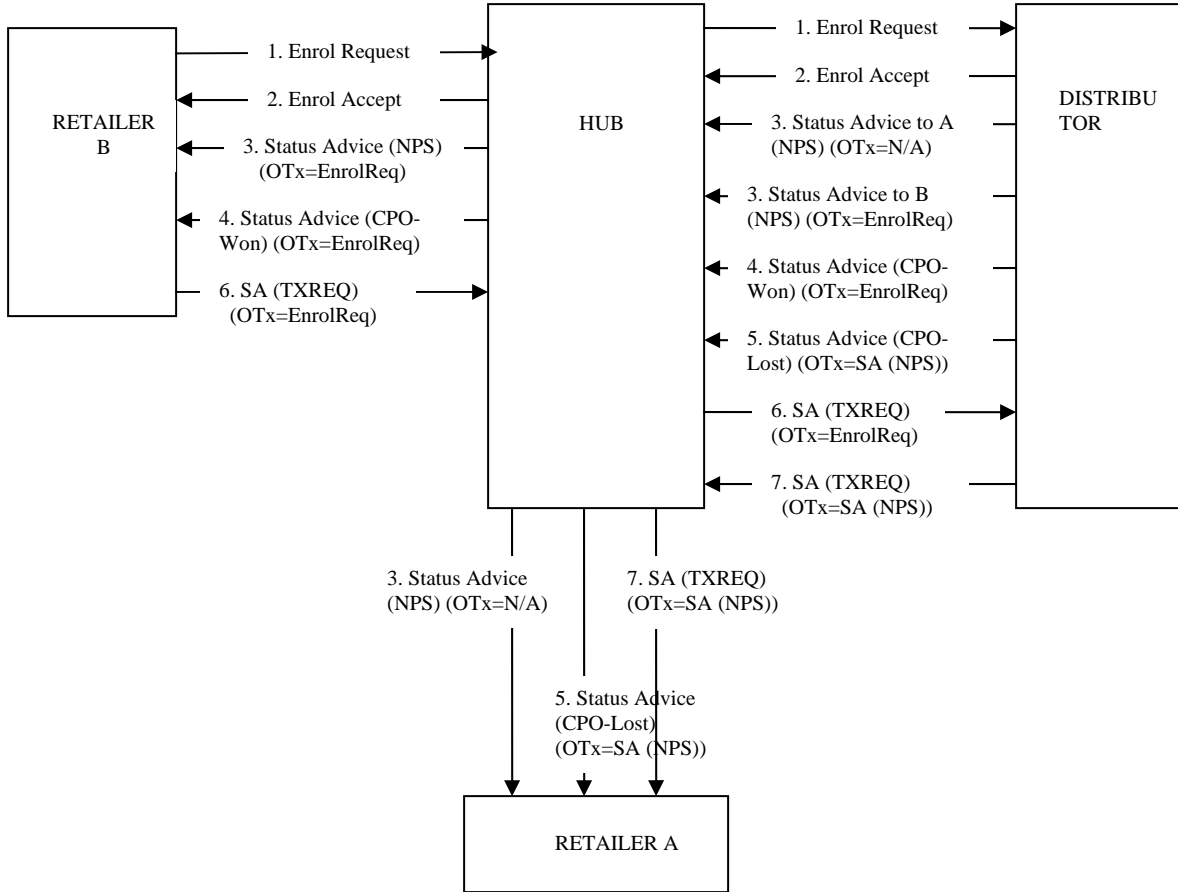 RETAILER
B
1. Enrol Request
2. Enrol Accept
3. Status Advice (NPS)
(OTx=EnrolReq)
4. Status Advice (CPO-
Won) (OTx=EnrolReq)
6. SA (TXREQ)
(OTx=EnrolReq)
HUB
1. Enrol Request
2. Enrol Accept
3. Status Advice to A
(NPS) (OTx=N/A)
3. Status Advice to B
(NPS) (OTx=EnrolReq)
4. Status Advice (CPO-
Won) (OTx=EnrolReq)
5. Status Advice (CPO-
Lost) (OTx=SA (NPS))
6. SA (TXREQ)
(OTx=EnrolReq)
7. SA (TXREQ)
(OTx=SA (NPS))
DISTRIBU
TOR
3. Status Advice
(NPS) (OTx=N/A)
7. SA (TXREQ)
(OTx=SA (NPS))
5. Status Advice
(CPO-Lost)
(OTx=SA (NPS))
RETAILER A